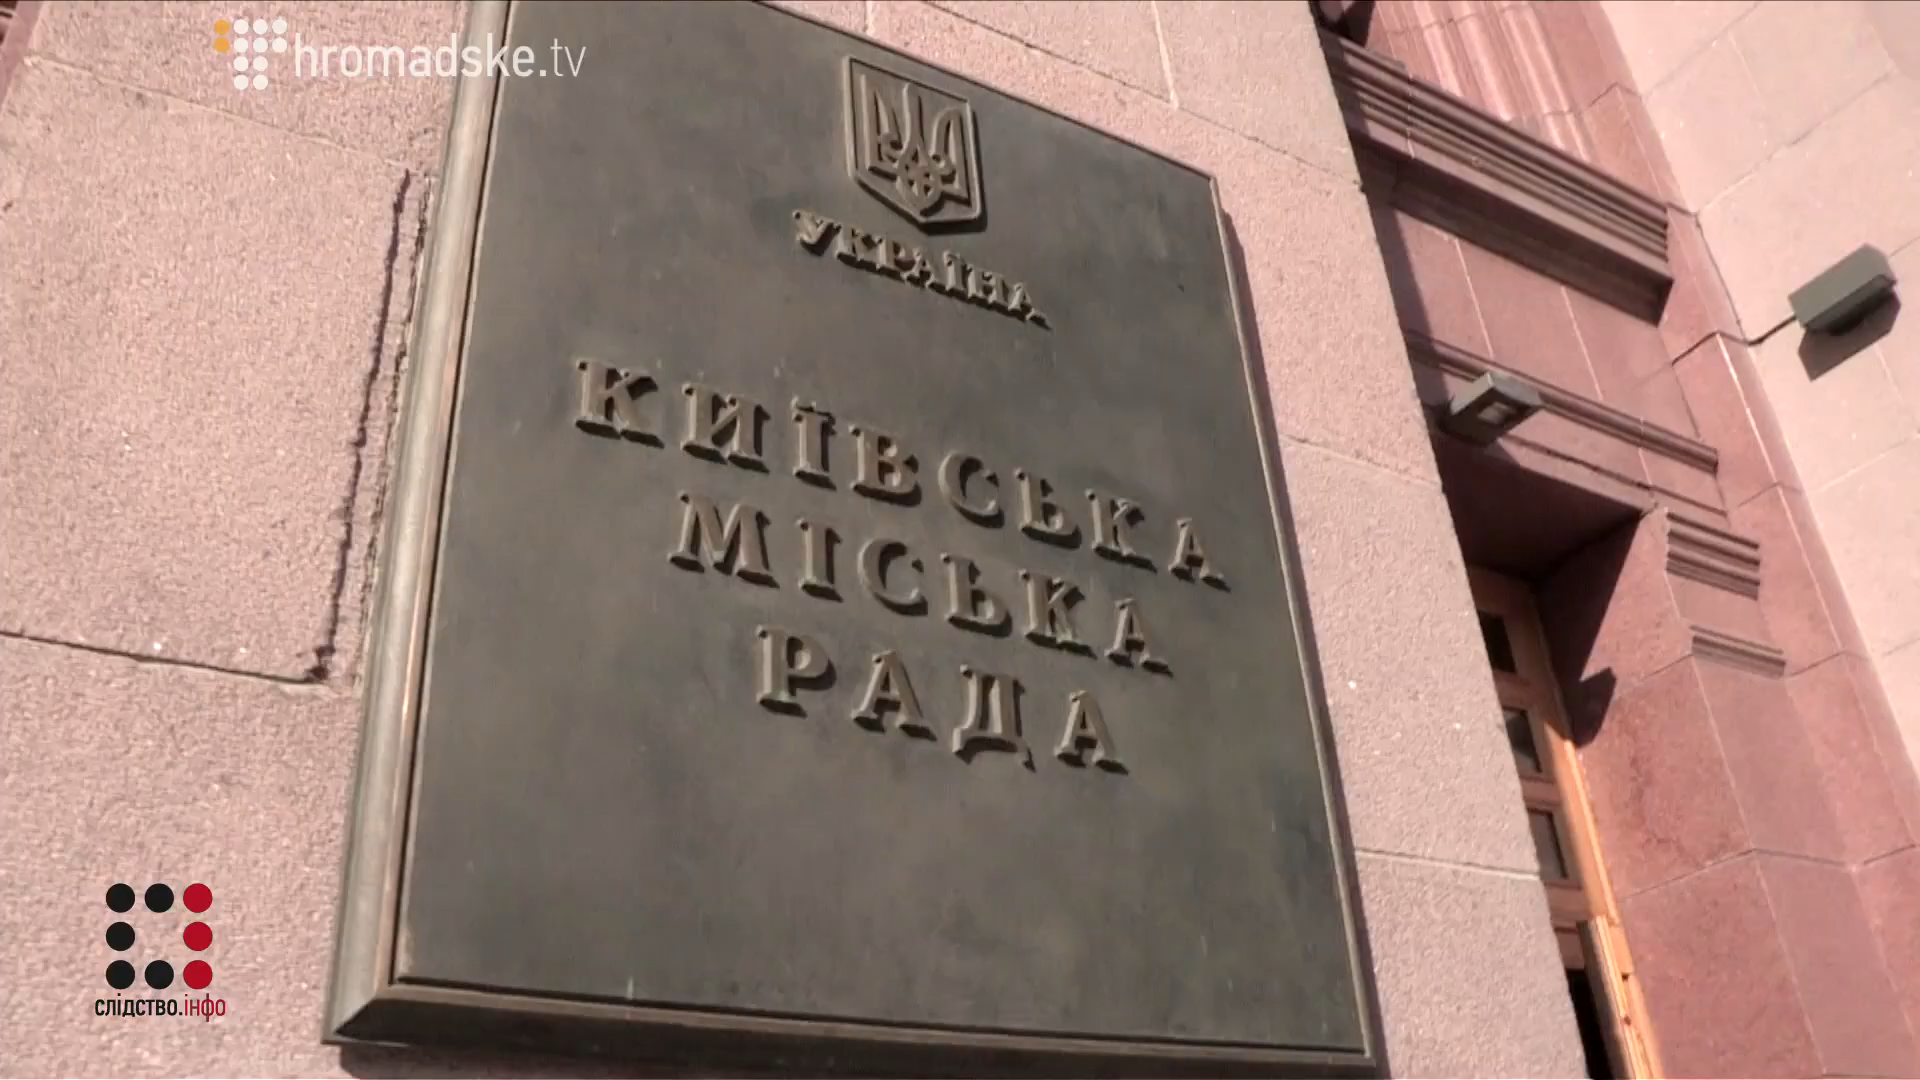 hromadske.tv
УКРАЇНА
КИЇВСЬКА
МІСЬКА
РАДА
слідство.інфо